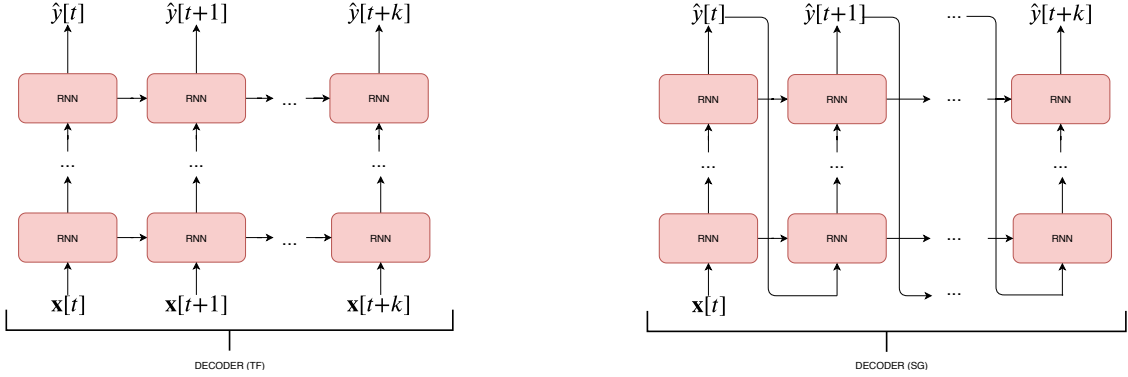 ŷ[t] ŷ[t+1] ŷ[t+k]
RNN RNN ... RNN
... ... ...
RNN RNN ... RNN
x[t] x[t+1] x[t+k]
DECODER (TF)
ŷ[t] ŷ[t+1] ... ŷ[t+k]
RNN RNN ... RNN
... ... ...
RNN RNN ... RNN
x[t] ...
DECODER (SG)